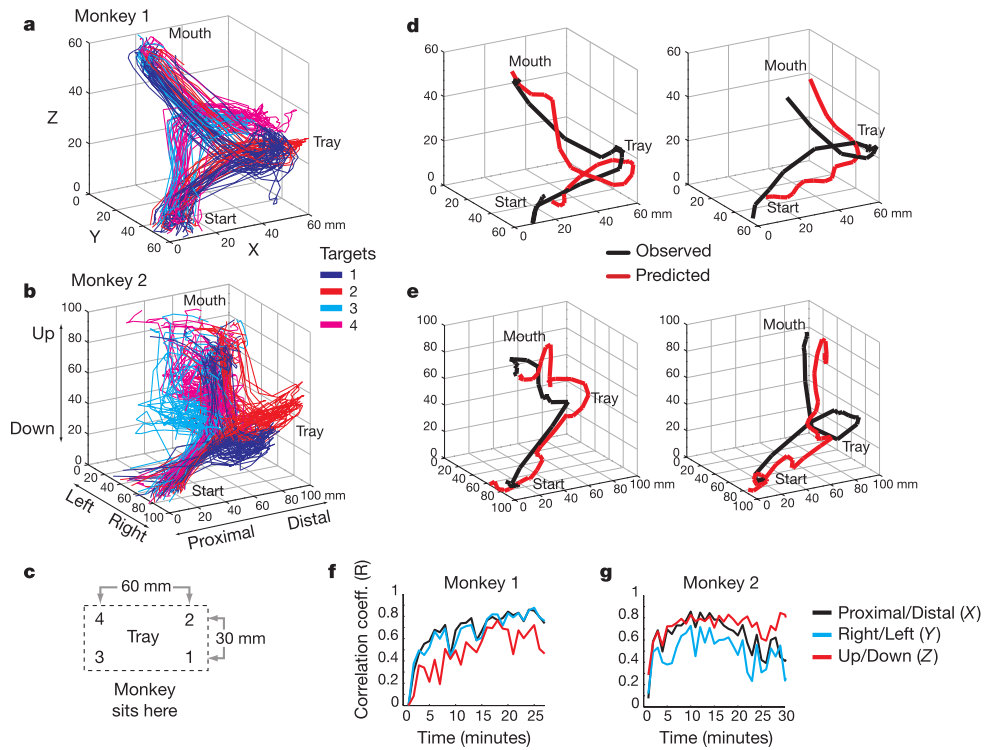 a
Monkey 1
Mouth
60
40
Z
20
0
0
20
Y
40
60
Start
Tray
0
20
40
60 mm
X
Targets
1
2
3
4
b
Monkey 2
100
Up
80
60
40
Down
20
0
Mouth
Tray
Start
0
20
40
60
80
100
Left
Right
0
20
40
60
80
100 mm
Proximal
Distal
c
60 mm
4
2
Tray
30 mm
3
1
Monkey
sits here
d
60
40
20
0
Mouth
Tray
Start
0
20
40
60
0
20
40
60 mm
60
40
20
0
Mouth
Tray
Start
0
20
40
60
0
20
40
60 mm
Observed
Predicted
e
100
80
60
40
20
0
Mouth
Tray
Start
20
40
60
80
100
0
20
40
60
80
100 mm
100
80
60
40
20
0
Mouth
Tray
Start
20
40
60
80
100
0
20
40
60
80
100 mm
f
Monkey 1
Correlation coeff. (R)
1
0.8
0.6
0.4
0.2
0
0
5
10
15
20
25
Time (minutes)
g
Monkey 2
1
0.8
0.6
0.4
0.2
0
0
5
10
15
20
25
30
Time (minutes)
Proximal/Distal (X)
Right/Left (Y)
Up/Down (Z)